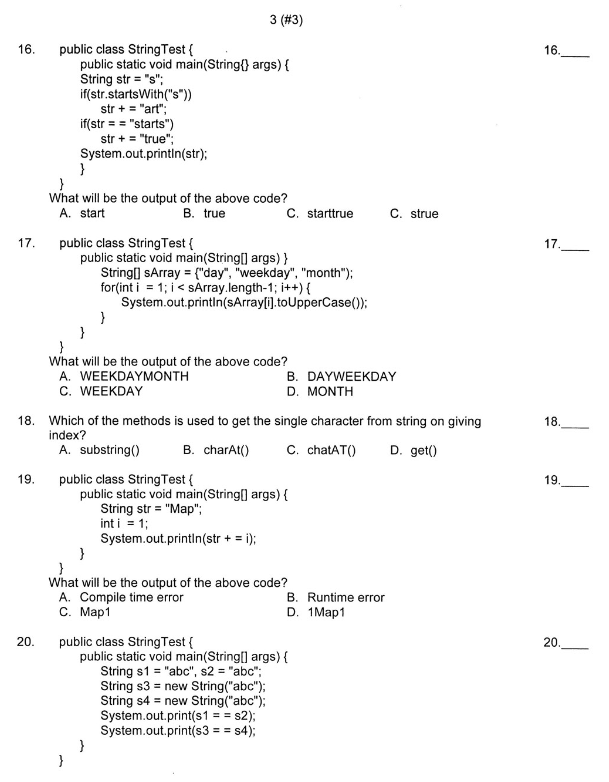 3 (#3)
16. public class StringTest { 16.____
public static void main(String{} args) {
String str = "s";
if(str.startsWith("s"))
str + = "art";
if(str = = "starts")
str + = "true";
System.out.println(str);
}
}
What will be the output of the above code?
A. start B. true C. starttrue C. strue
17. public class StringTest { 17.____
public static void main(String[] args) }
String[] sArray = {"day", "weekday", "month");
for(int i = 1; i < sArray.length-1; i++) {
System.out.println(sArray[i].toUpperCase());
}
}
}
What will be the output of the above code?
A. WEEKDAYMONTH B. DAYWEEKDAY
C. WEEKDAY D. MONTH
18. Which of the methods is used to get the single character from string on giving 18.____
index?
A. substring() B. charAt() C. chatAT() D. get()
19. public class StringTest { 19.____
public static void main(String[] args) {
String str = "Map";
int i = 1;
System.out.println(str + = i);
}
}
What will be the output of the above code?
A. Compile time error B. Runtime error
C. Map1 D. 1Map1
20. public class StringTest { 20.____
public static void main(String[] args) {
String s1 = "abc", s2 = "abc";
String s3 = new String("abc");
String s4 = new String("abc");
System.out.print(s1 = = s2);
System.out.print(s3 = = s4);
}
}